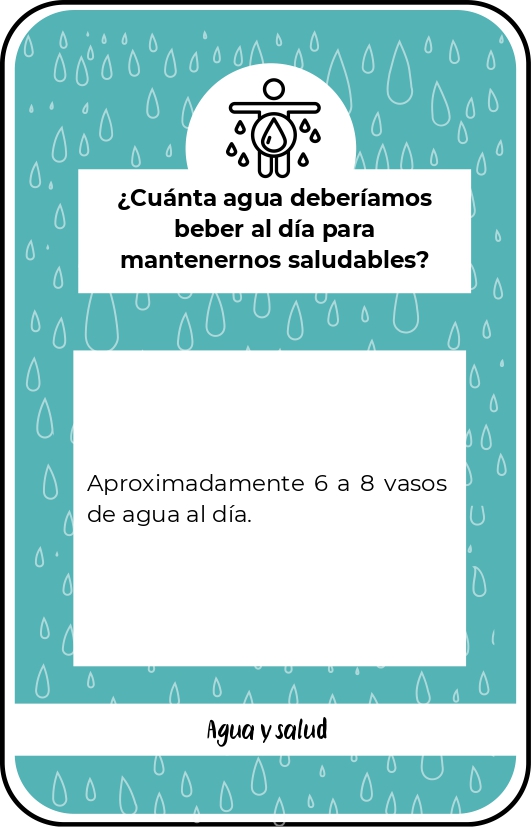 ¿Cuánta agua deberíamos
beber al día para
mantenernos saludables?
Aproximadamente 6 a 8 vasos
de agua al día.
Agua y salud